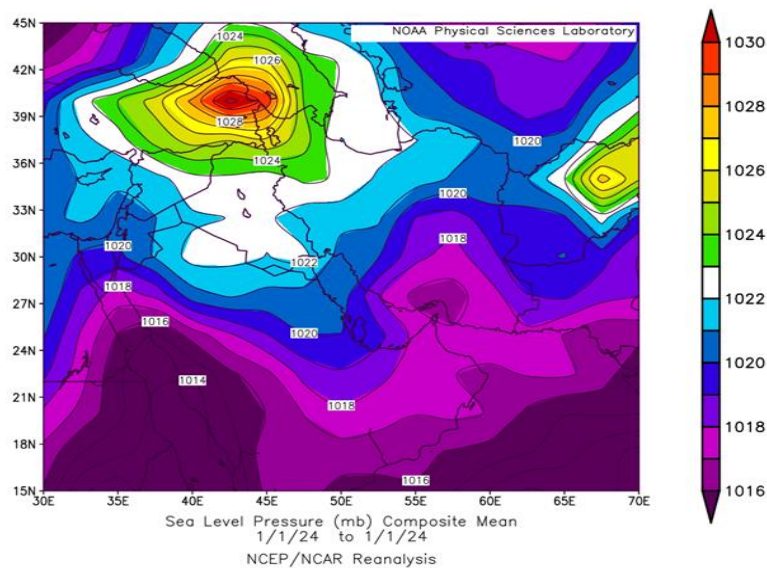 NOAA Physical Sciences Laboratory
45N
42N
39N
36N
33N
30N
27N
24N
21N
18N
15N
1024
1026
1028
1024
1020
1020
1018
1020
1022
1018
1016
1020
1014
1018
1016
30E
35E
40E
45E
50E
55E
60E
65E
70E
1030
1028
1026
1024
1022
1020
1018
1016
Sea Level Pressure (mb) Composite Mean
1/1/24 to 1/1/24
NCEP/NCAR Reanalysis